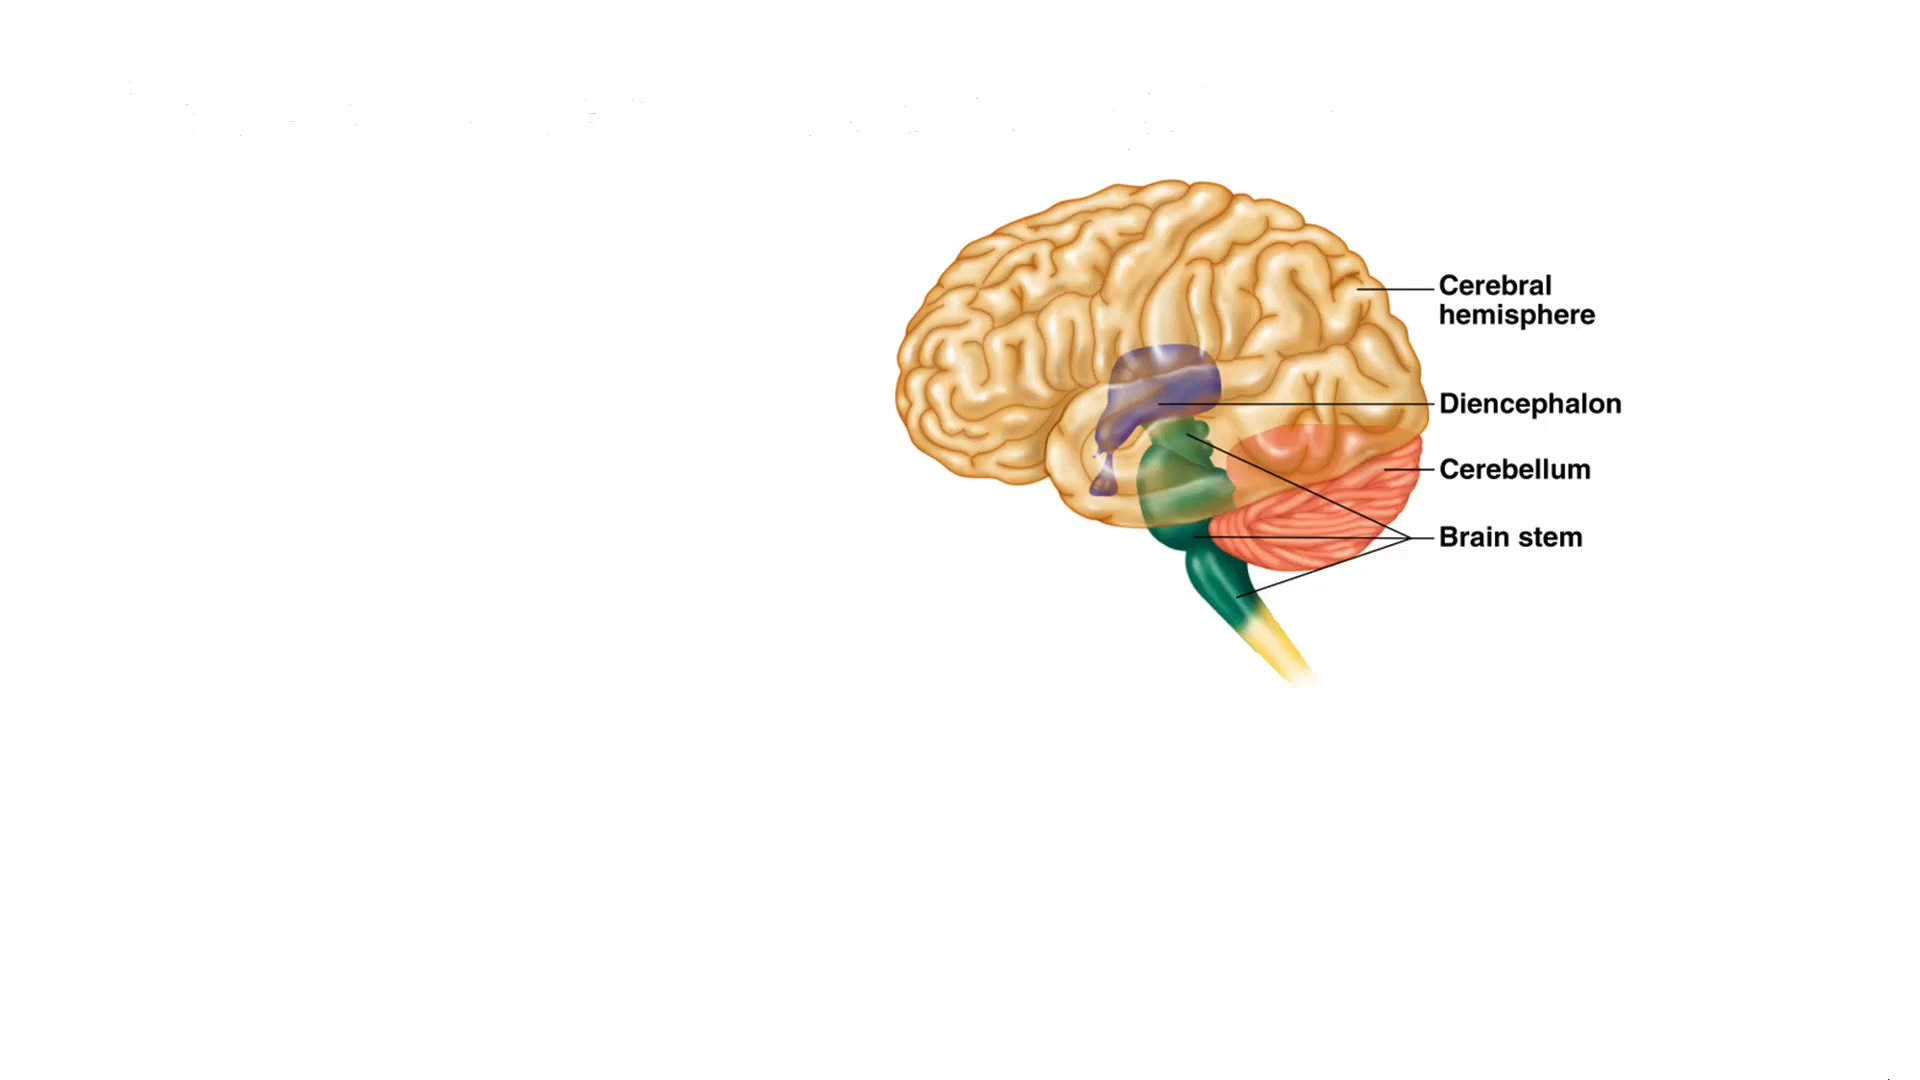 Cerebral
hemisphere
Diencephalon
Cerebellum
Brain stem